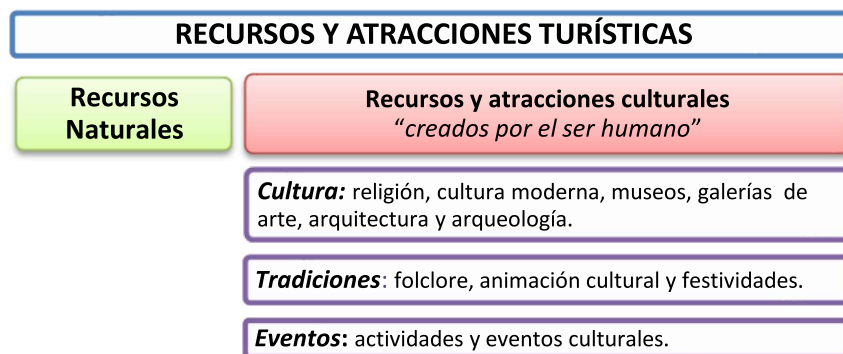 RECURSOS Y ATRACCIONES TURÍSTICAS
Recursos
Naturales
Recursos y atracciones culturales
“creados por el ser humano”
Cultura: religión, cultura moderna, museos, galerías de
arte, arquitectura y arqueología.
Tradiciones: folclore, animación cultural y festividades.
Eventos: actividades y eventos culturales.